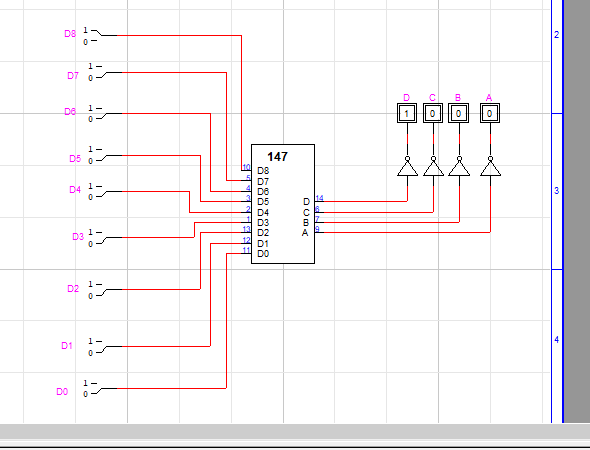 D8 1
0
D7 1
0
D6 1
0
D5 1
0
D4 1
0
D3 1
0
D2 1
0
D1 1
0
D0 1
0
147
10 D8
5 D7
4 D6
3 D5
2 D4
1 D3
13 D2
12 D1
11 D0
D 14
C 6
B 7
A 9
D C B A
1 0 0 0
2
3
4